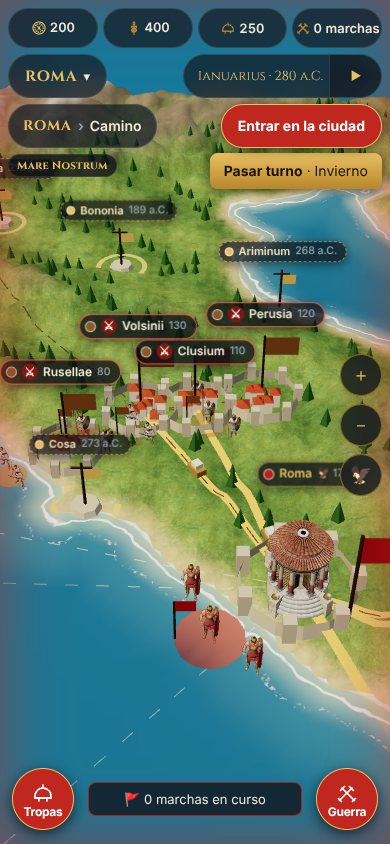 200
400
250
0 marchas
ROMA ▾
IANUARIUS · 280 A.C.
ROMA › Camino
Entrar en la ciudad
MARE NOSTRUM
Pasar turno · Invierno
Bononia 189 a.C.
Ariminum 268 a.C.
Perusia 120
Volsinii 130
Clusium 110
Rusellae 80
Cosa 273 a.C.
Roma
0 marchas en curso
Tropas
Guerra